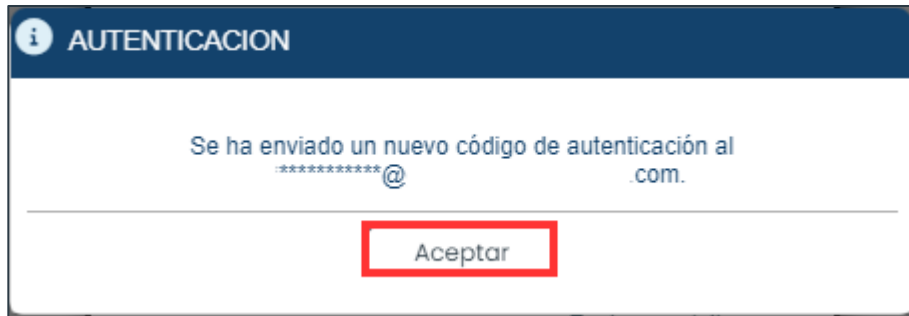 AUTENTICACION
Se ha enviado un nuevo código de autenticación al
***********@ .com.
Aceptar